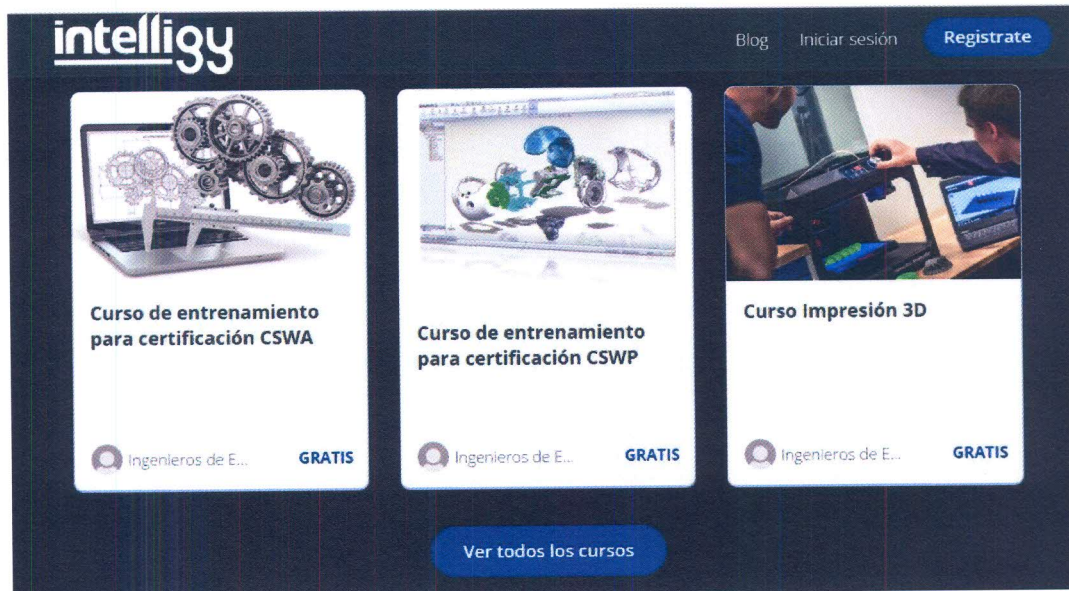 intelligy
Blog
Iniciar sesión
Registrate
Curso de entrenamiento
para certificación CSWA
Curso de entrenamiento
para certificación CSWP
Curso Impresión 3D
Ingenieros de E...
GRATIS
Ingenieros de E...
GRATIS
Ingenieros de E...
GRATIS
Ver todos los cursos